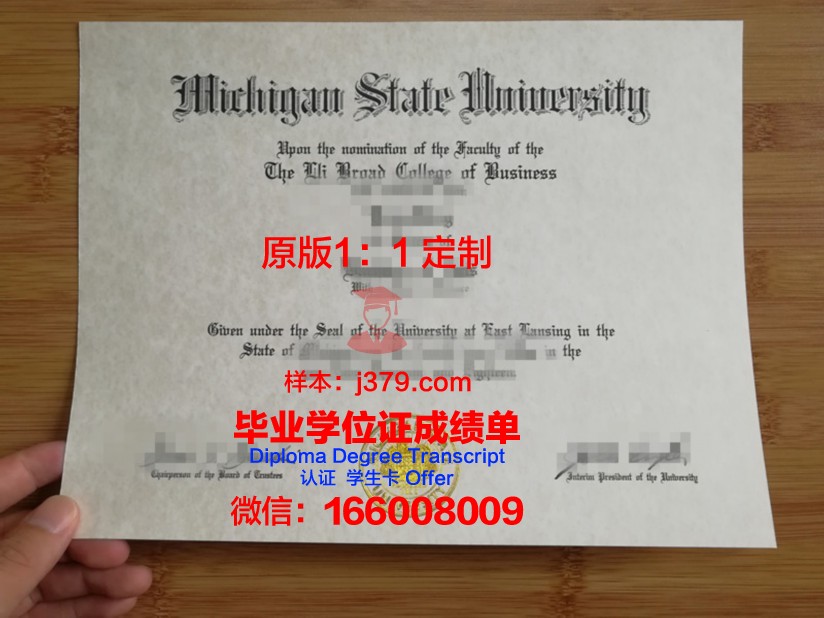 Michigan State University
Upon the nomination of the Faculty of the
The Eli Broad College of Business
原版1：1 定制
Given under the Seal of the University at East Lansing in the
State of in the
and Eighteen
样本：j379.com
毕业学位证成绩单
Diploma Degree Transcript
认证 学生卡 Offer
Chairperson of the Board of Trustees
Interim President of the University
微信：166008009